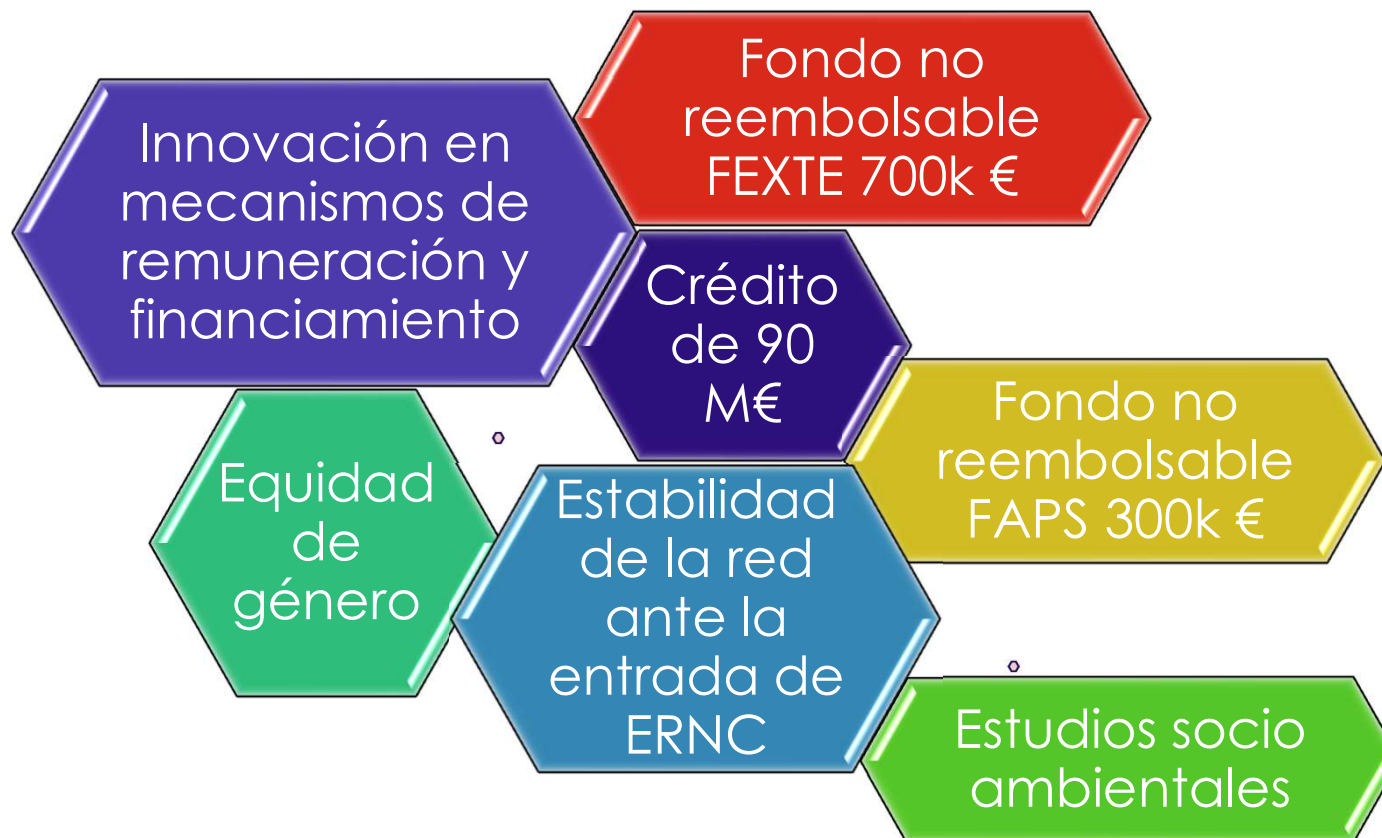 Innovación en
mecanismos de
remuneración y
financiamiento
Fondo no
reembolsable
FEXTE 700k €
Crédito
de 90
M€
Fondo no
reembolsable
FAPS 300k €
Equidad
de
género
Estabilidad
de la red
ante la
entrada de
ERNC
Estudios socio
ambientales